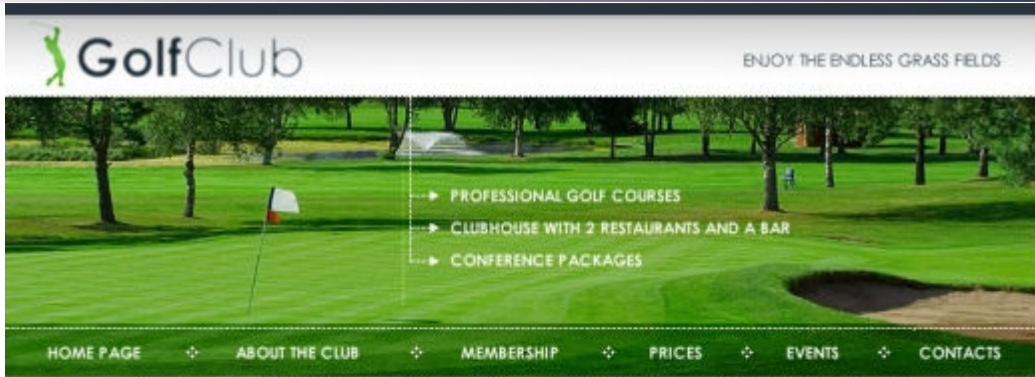 GolfClub
ENJOY THE ENDLESS GRASS FIELDS
PROFESSIONAL GOLF COURSES
CLUBHOUSE WITH 2 RESTAURANTS AND A BAR
CONFERENCE PACKAGES
HOME PAGE ABOUT THE CLUB MEMBERSHIP PRICES EVENTS CONTACTS